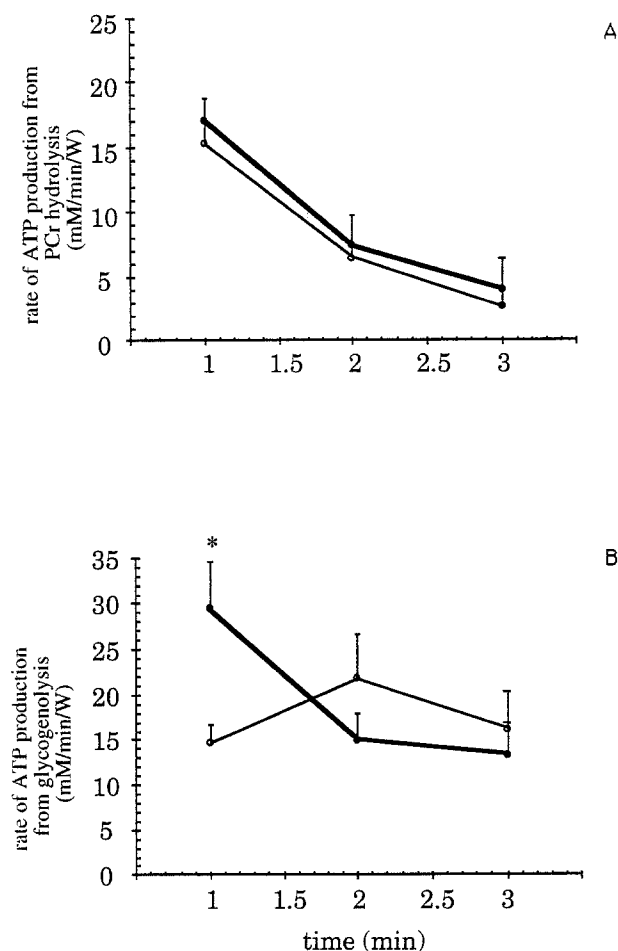 A
rate of ATP production from
PCr hydrolysis
(mM/min/W)
25
20
15
10
5
0
1
1.5
2
2.5
3
B
*
rate of ATP production
from glycogenolysis
(mM/min/W)
35
30
25
20
15
10
5
0
1
1.5
2
2.5
3
time (min)